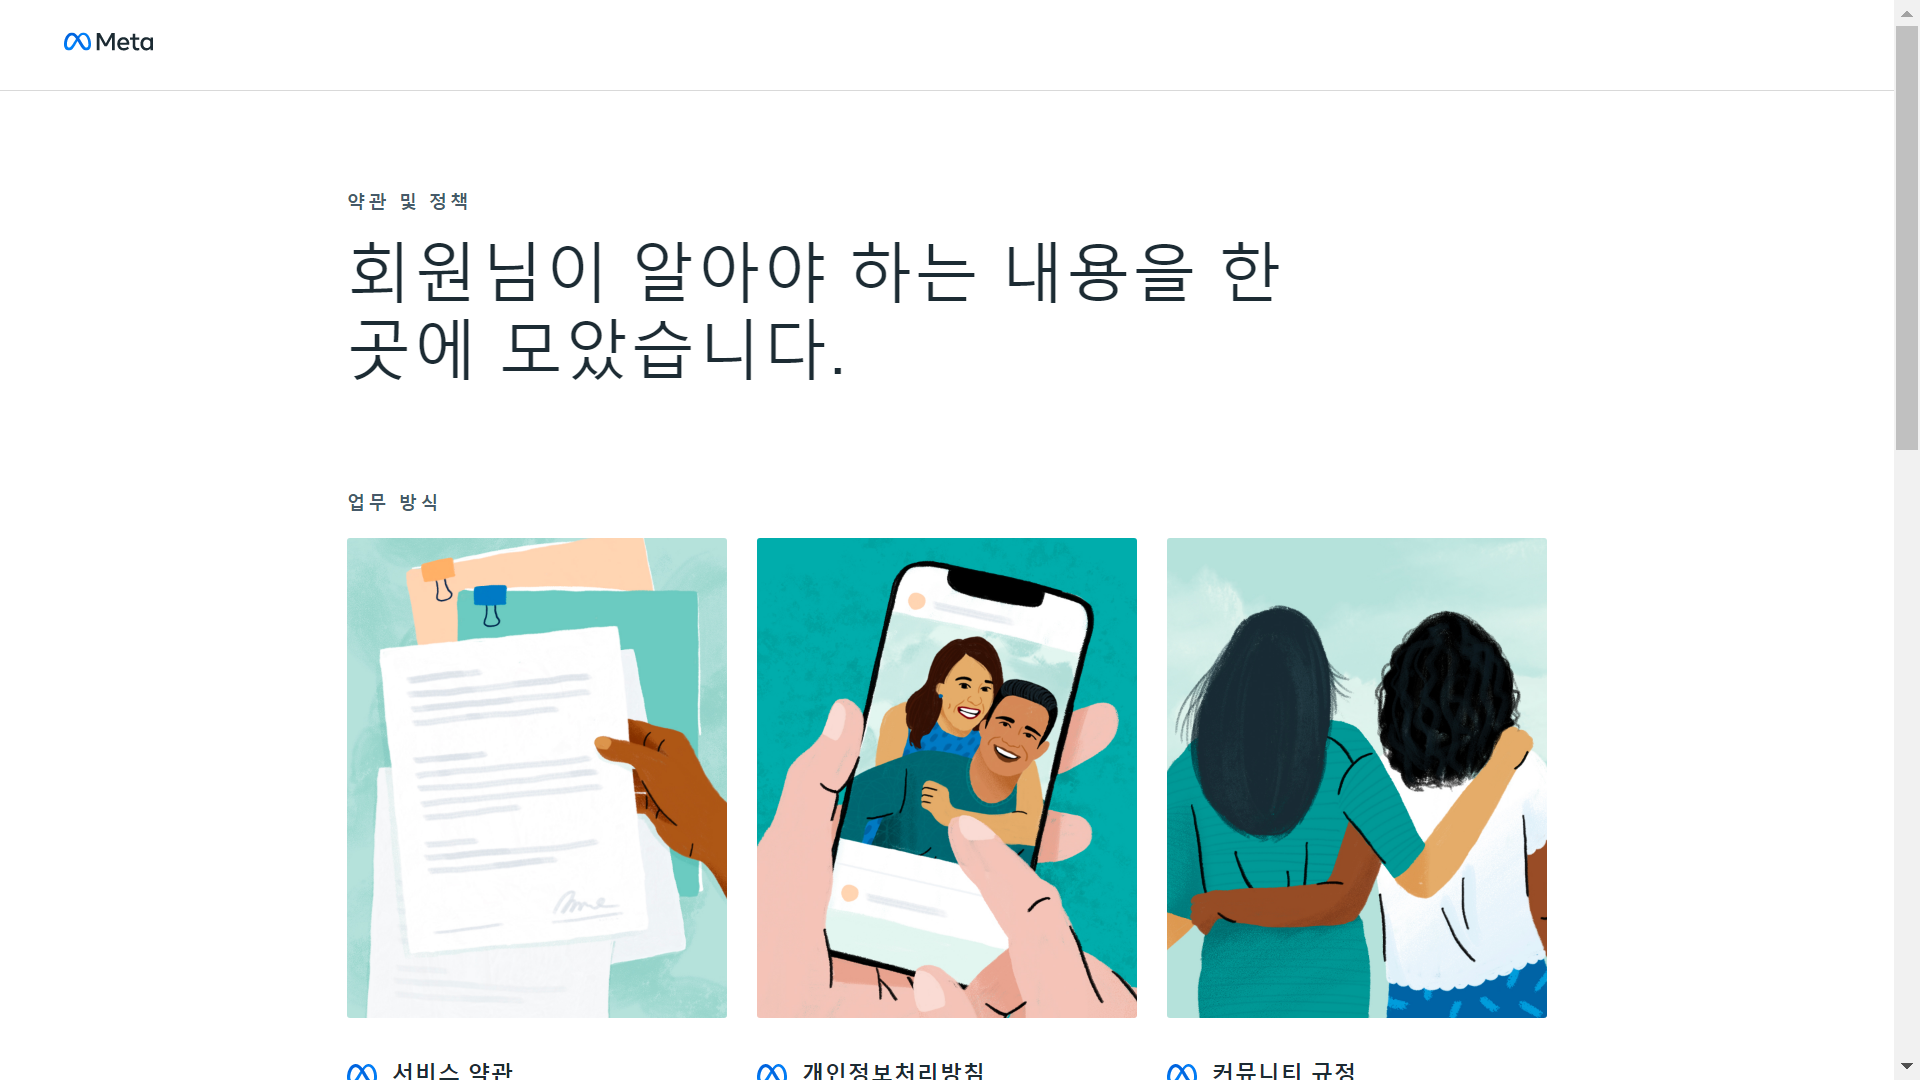 Meta
약관 및 정책
회원님이 알아야 하는 내용을 한
곳에 모았습니다.
업무 방식
서비스 약관
개인정보처리방침
커뮤니티 규정